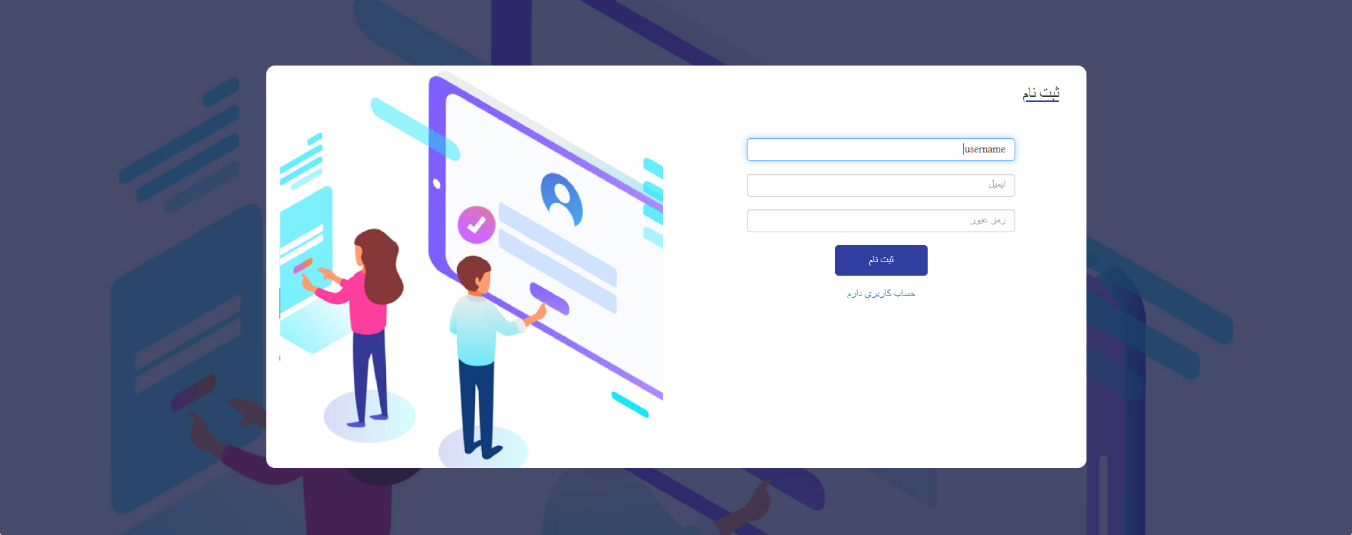 ثبت نام
username
ایمیل
رمز عبور
ثبت نام
حساب کاربری دارم